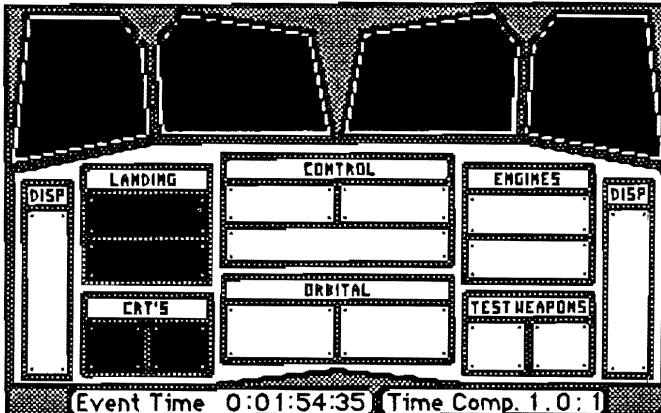 LANDING
CONTROL
ENGINES
DISP
DISP
CRT'S
ORBITAL
TEST WEAPONS
Event Time 0:01:54:35
Time Comp. 1.0: 1